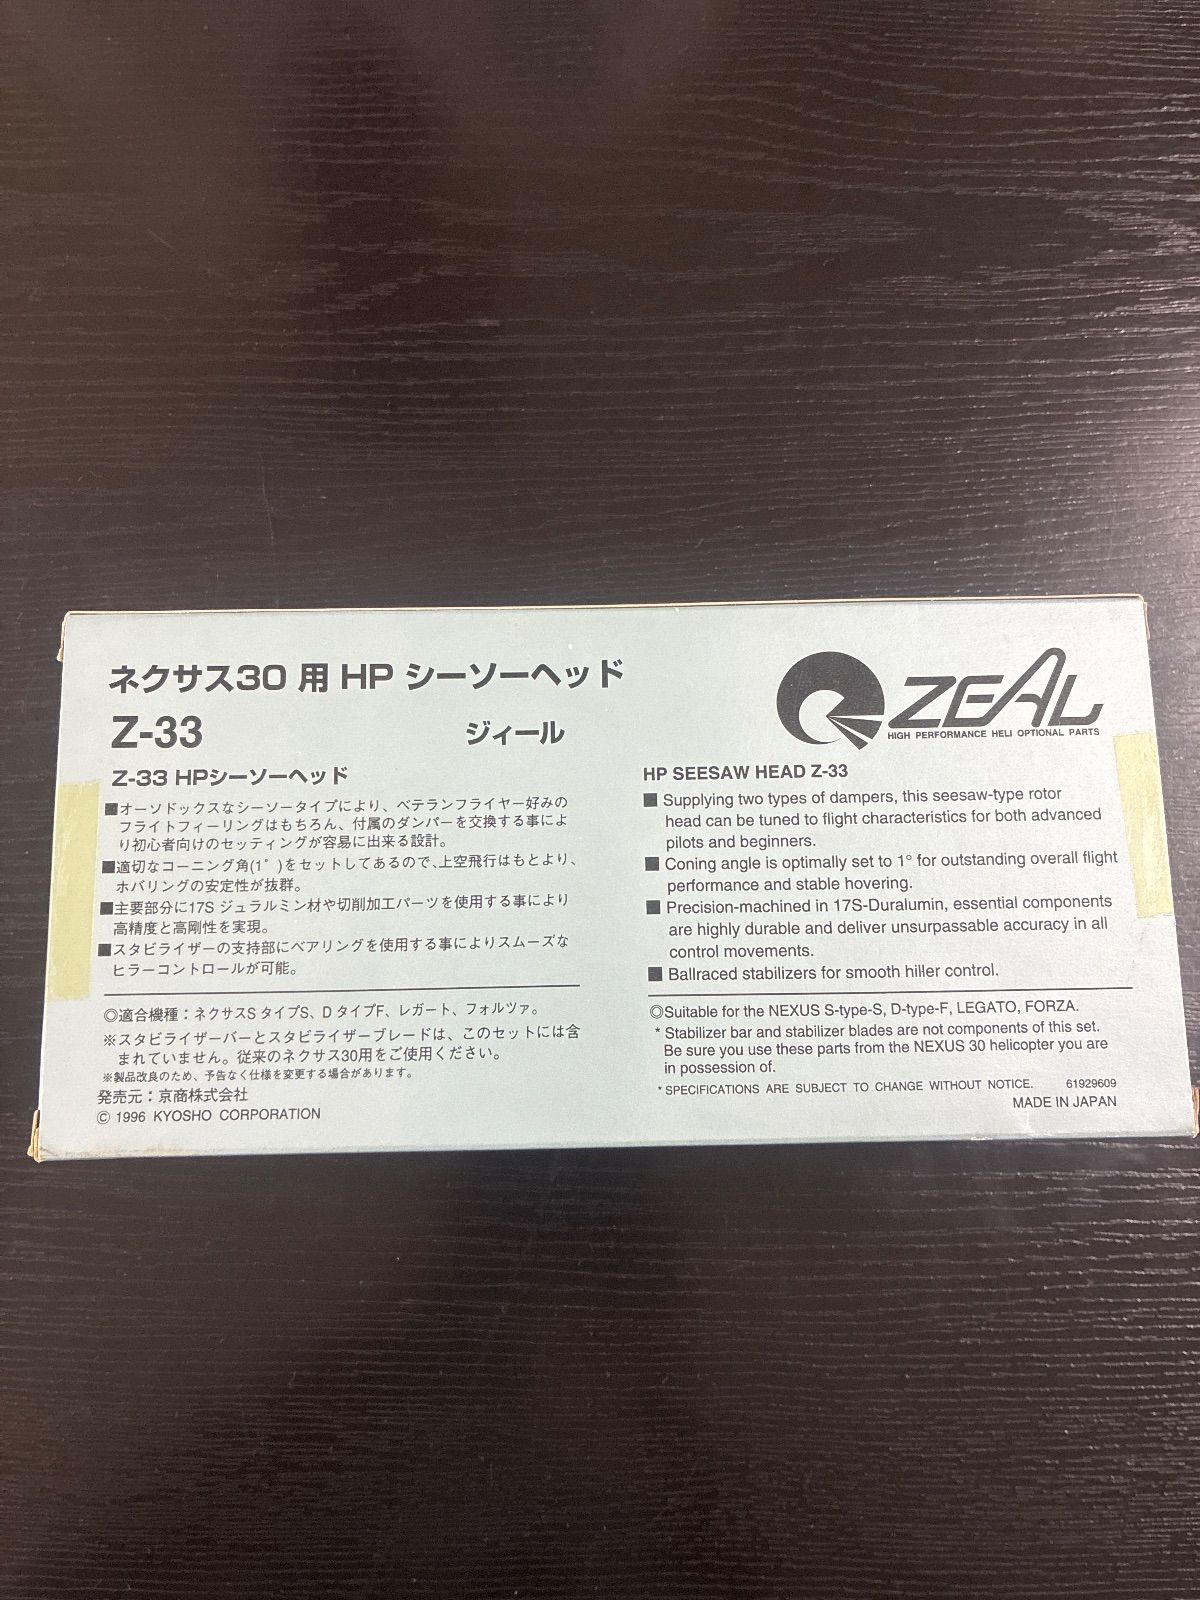 ネクサス30 用 HP シーソーヘッド
Z-33 ジィール
Z-33 HPシーソーヘッド
■オーソドックスなシーソータイプにより、ベテランフライヤー好みの
フライトフィーリングはもちろん、付属のダンパーを交換する事によ
り初心者向けのセッティングが容易に出来る設計。
■適切なコーニング角(1°)をセットしてあるので、上空飛行はもとより、
ホバリングの安定性が抜群。
■主要部分に17S ジュラルミン材や切削加工パーツを使用する事により
高精度と高剛性を実現。
■スタビライザーの支持部にベアリングを使用する事によりスムーズな
ヒラーコントロールが可能。
◎適合機種：ネクサスS タイプS、D タイプF、レガート、フォルツァ。
※スタビライザーバーとスタビライザーブレードは、このセットには含
まれていません。従来のネクサス30用をご使用ください。
※製品改良のため、予告なく仕様を変更する場合があります。
発売元：京商株式会社
© 1996 KYOSHO CORPORATION
ZEAL
HIGH PERFORMANCE HELI OPTIONAL PARTS
HP SEESAW HEAD Z-33
■ Supplying two types of dampers, this seesaw-type rotor
head can be tuned to flight characteristics for both advanced
pilots and beginners.
■ Coning angle is optimally set to 1° for outstanding overall flight
performance and stable hovering.
■ Precision-machined in 17S-Duralumin, essential components
are highly durable and deliver unsurpassable accuracy in all
control movements.
■ Ballraced stabilizers for smooth hiller control.
◎Suitable for the NEXUS S-type-S, D-type-F, LEGATO, FORZA.
* Stabilizer bar and stabilizer blades are not components of this set.
Be sure you use these parts from the NEXUS 30 helicopter you are
in possession of.
* SPECIFICATIONS ARE SUBJECT TO CHANGE WITHOUT NOTICE. 61929609
MADE IN JAPAN